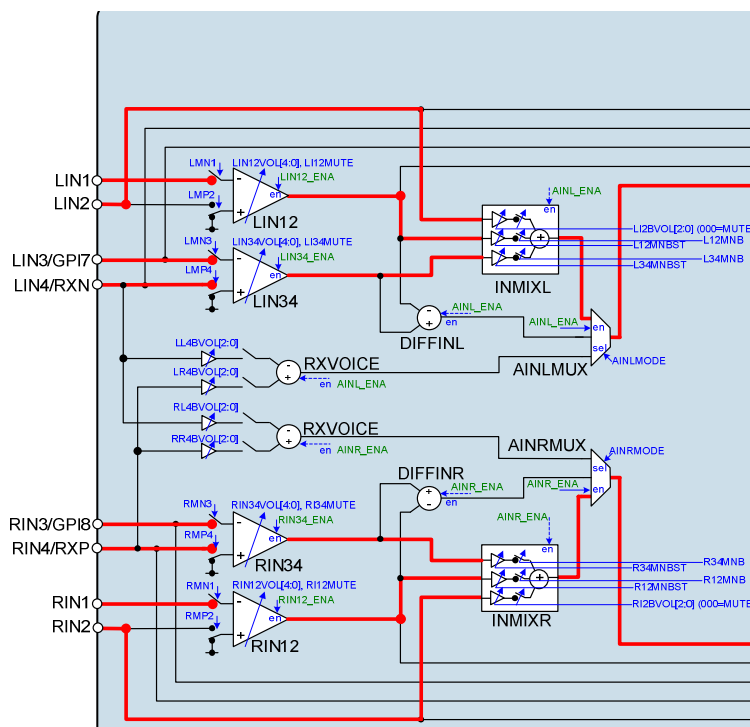 LMN1
LIN12VOL[4:0], LI12MUTE
LIN12_ENA
LIN1
-
en
AINL_ENA
LMP2
LIN2
+
LIN12
en
LI2BVOL[2:0] (000=MUTE
LMN3
LIN34VOL[4:0], LI34MUTE
+
L12MNB
L12MNBST
LIN3/GPI7
-
LIN34_ENA
L34MNB
LMP4
en
L34MNBST
LIN4/RXN
+
LIN34
INMIXL
AINL_ENA
-
+
en
DIFFINL
AINL_ENA
en
LL4BVOL[2:0]
sel
AINLMODE
RXVOICE
AINLMUX
-
+
LR4BVOL[2:0]
AINL_ENA
en
RL4BVOL[2:0]
RXVOICE
AINRMUX
-
+
RR4BVOL[2:0]
AINR_ENA
AINRMODE
en
DIFFINR
sel
AINR_ENA
AINR_ENA
+
-
en
en
RMN3
RIN34VOL[4:0], RI34MUTE
RIN3/GPI8
-
RIN34_ENA
AINR_ENA
RMP4
en
RIN4/RXP
+
en
RIN34
R34MNB
R34MNBST
RMN1
RIN12VOL[4:0], RI12MUTE
+
R12MNB
R12MNBST
RIN1
-
RIN12_ENA
RI2BVOL[2:0] (000=MUTE
RMP2
en
INMIXR
RIN2
+
RIN12